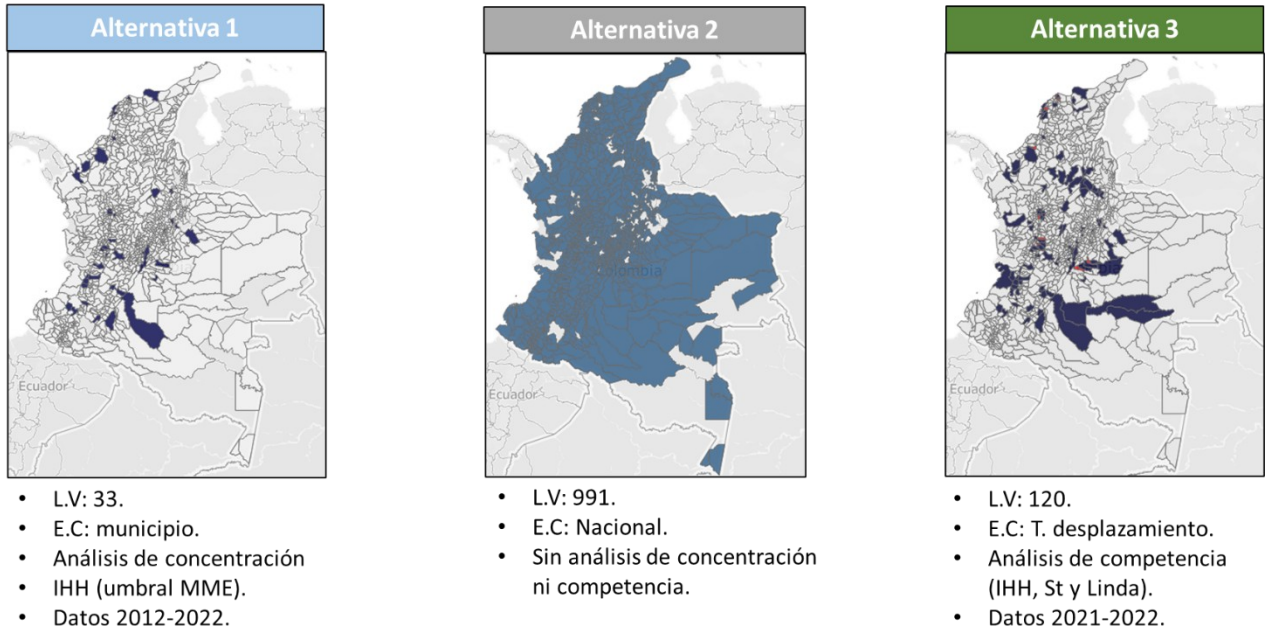 Alternativa 1
Ecuador
• L.V: 33.
• E.C: municipio.
• Análisis de concentración
• IHH (umbral MME).
• Datos 2012-2022.
Alternativa 2
Colombia
Ecuador
• L.V: 991.
• E.C: Nacional.
• Sin análisis de concentración
ni competencia.
Alternativa 3
Ecuador
• L.V: 120.
• E.C: T. desplazamiento.
• Análisis de competencia
(IHH, St y Linda).
• Datos 2021-2022.